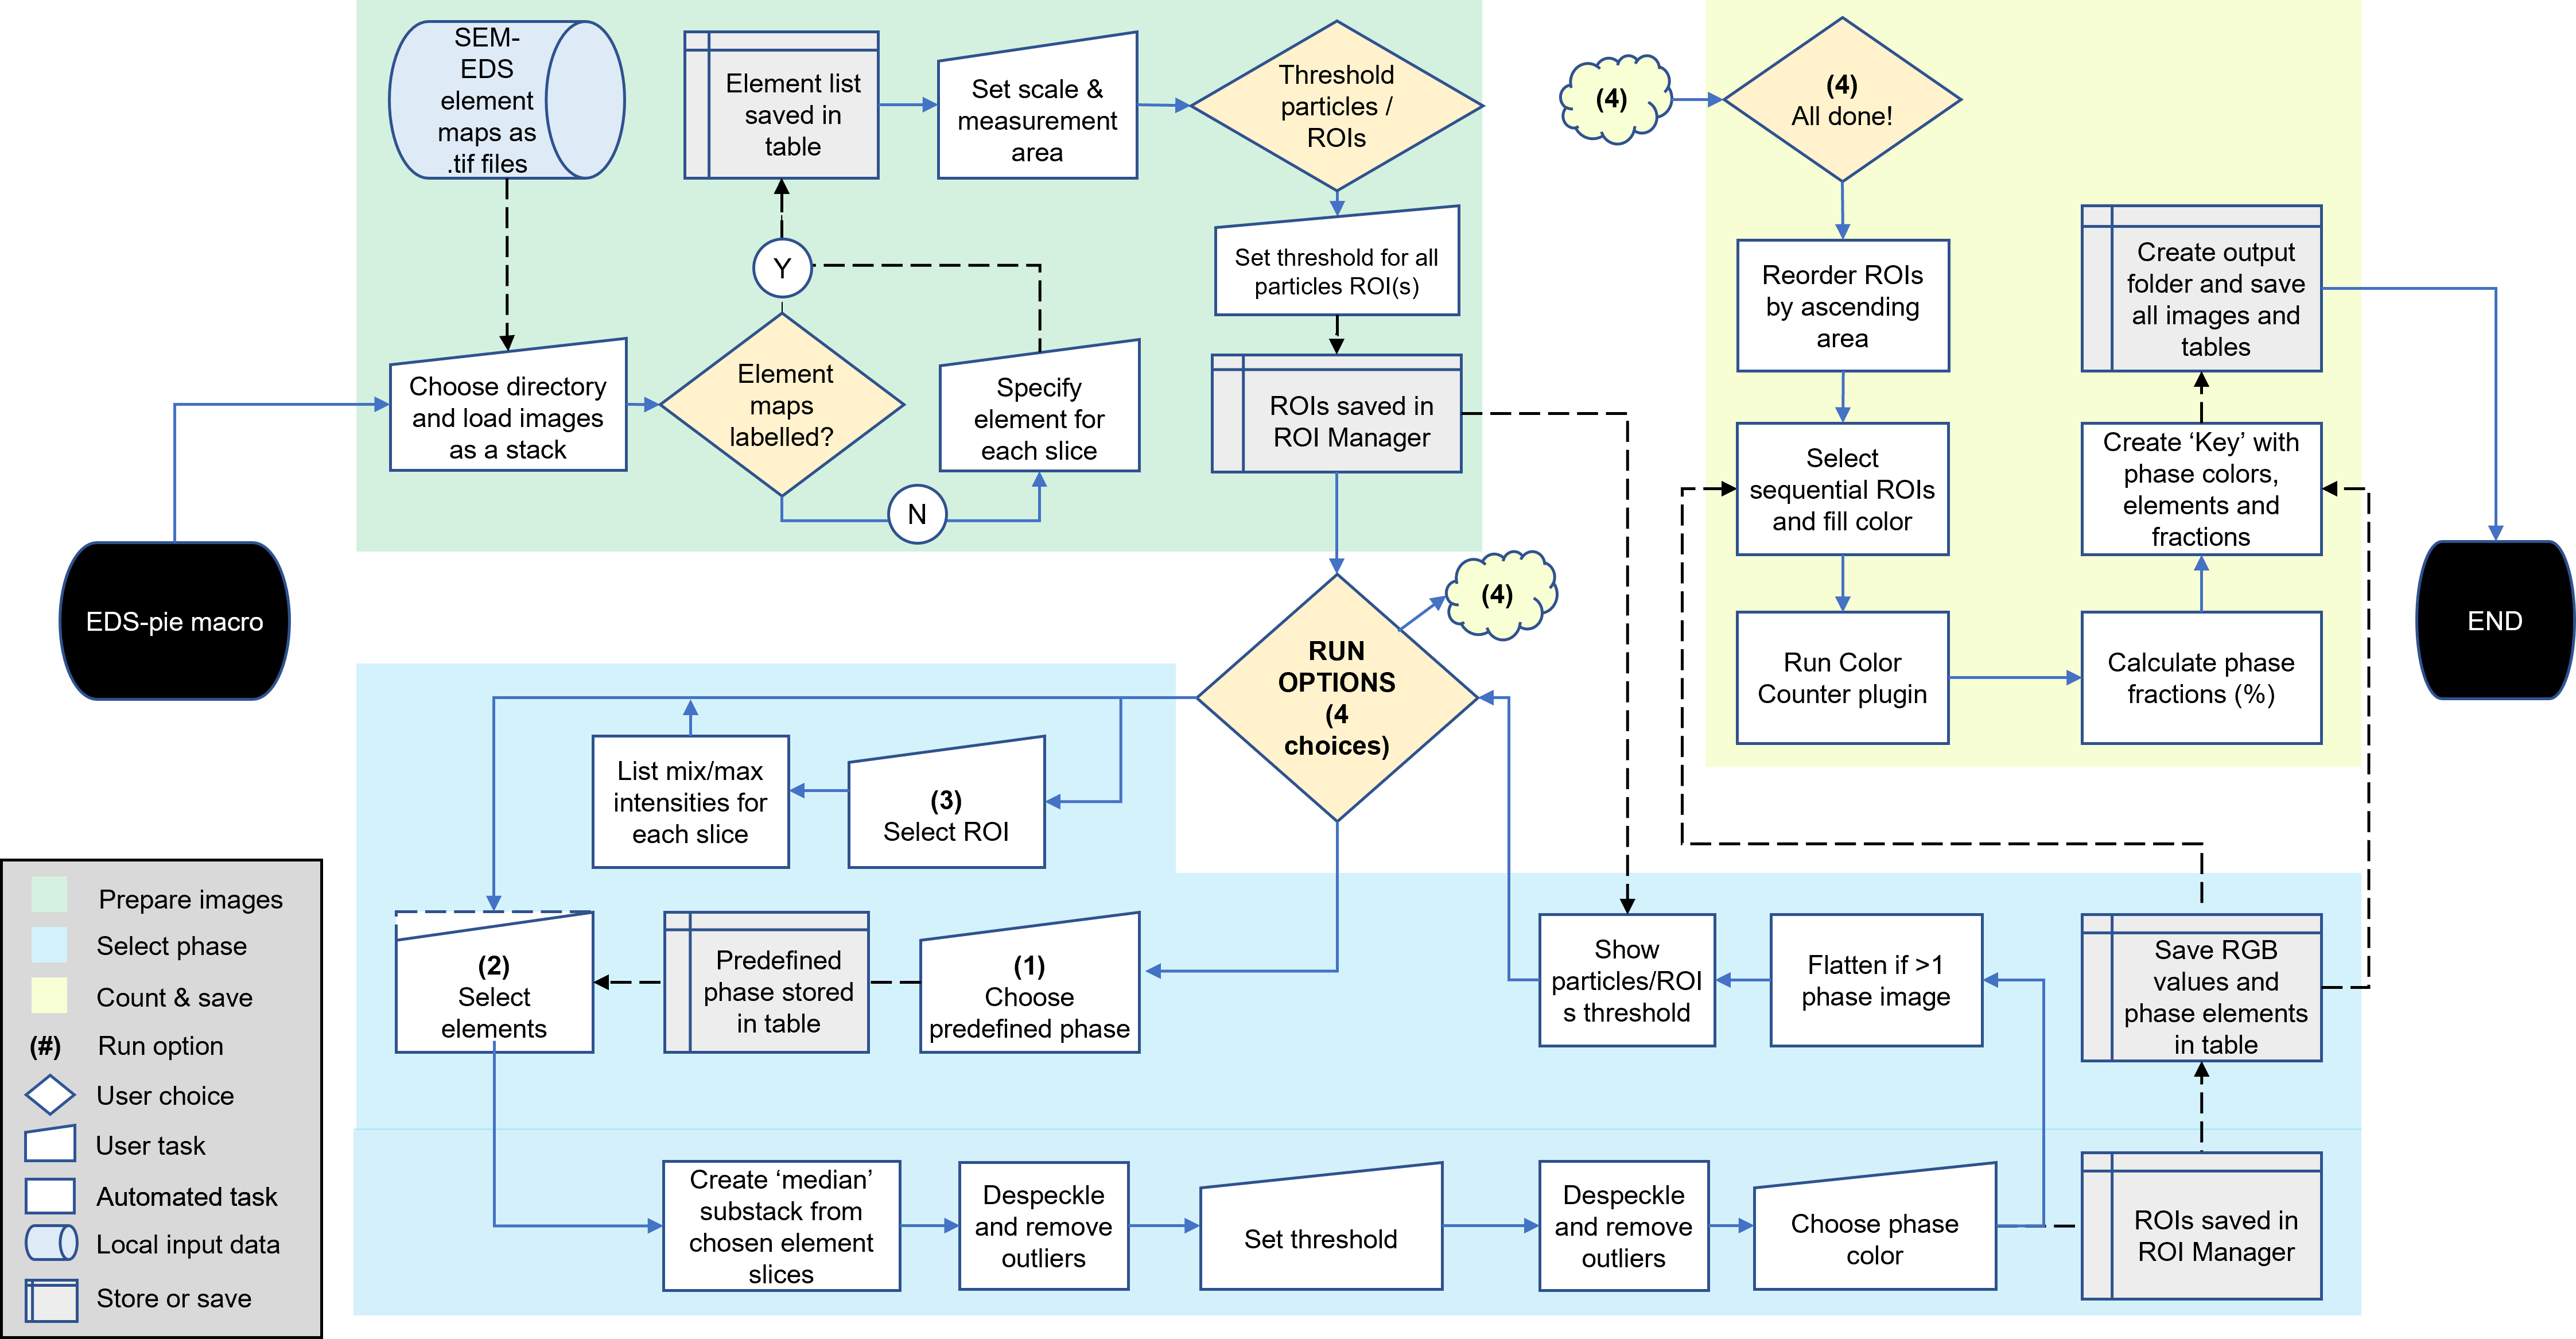 SEM-
EDS
element
maps as
.tif files
Element list
saved in
table
Set scale &
measurement
area
Threshold
particles /
ROIs
(4)
(4)
All done!
Y
Set threshold for all
particles ROI(s)
Reorder ROIs
by ascending
area
Create output
folder and save
all images and
tables
Choose directory
and load images
as a stack
Element
maps
labelled?
Specify
element for
each slice
N
ROIs saved in
ROI Manager
Select
sequential ROIs
and fill color
Create ‘Key’ with
phase colors,
elements and
fractions
EDS-pie macro
(4)
RUN
OPTIONS
(4
choices)
Run Color
Counter plugin
Calculate phase
fractions (%)
END
List mix/max
intensities for
each slice
(3)
Select ROI
(2)
Select
elements
Predefined
phase stored
in table
(1)
Choose
predefined phase
Show
particles/ROI
s threshold
Flatten if >1
phase image
Save RGB
values and
phase elements
in table
Create ‘median’
substack from
chosen element
slices
Despeckle
and remove
outliers
Set threshold
Despeckle
and remove
outliers
Choose phase
color
ROIs saved in
ROI Manager
Prepare images
Select phase
Count & save
(#) Run option
User choice
User task
Automated task
Local input data
Store or save